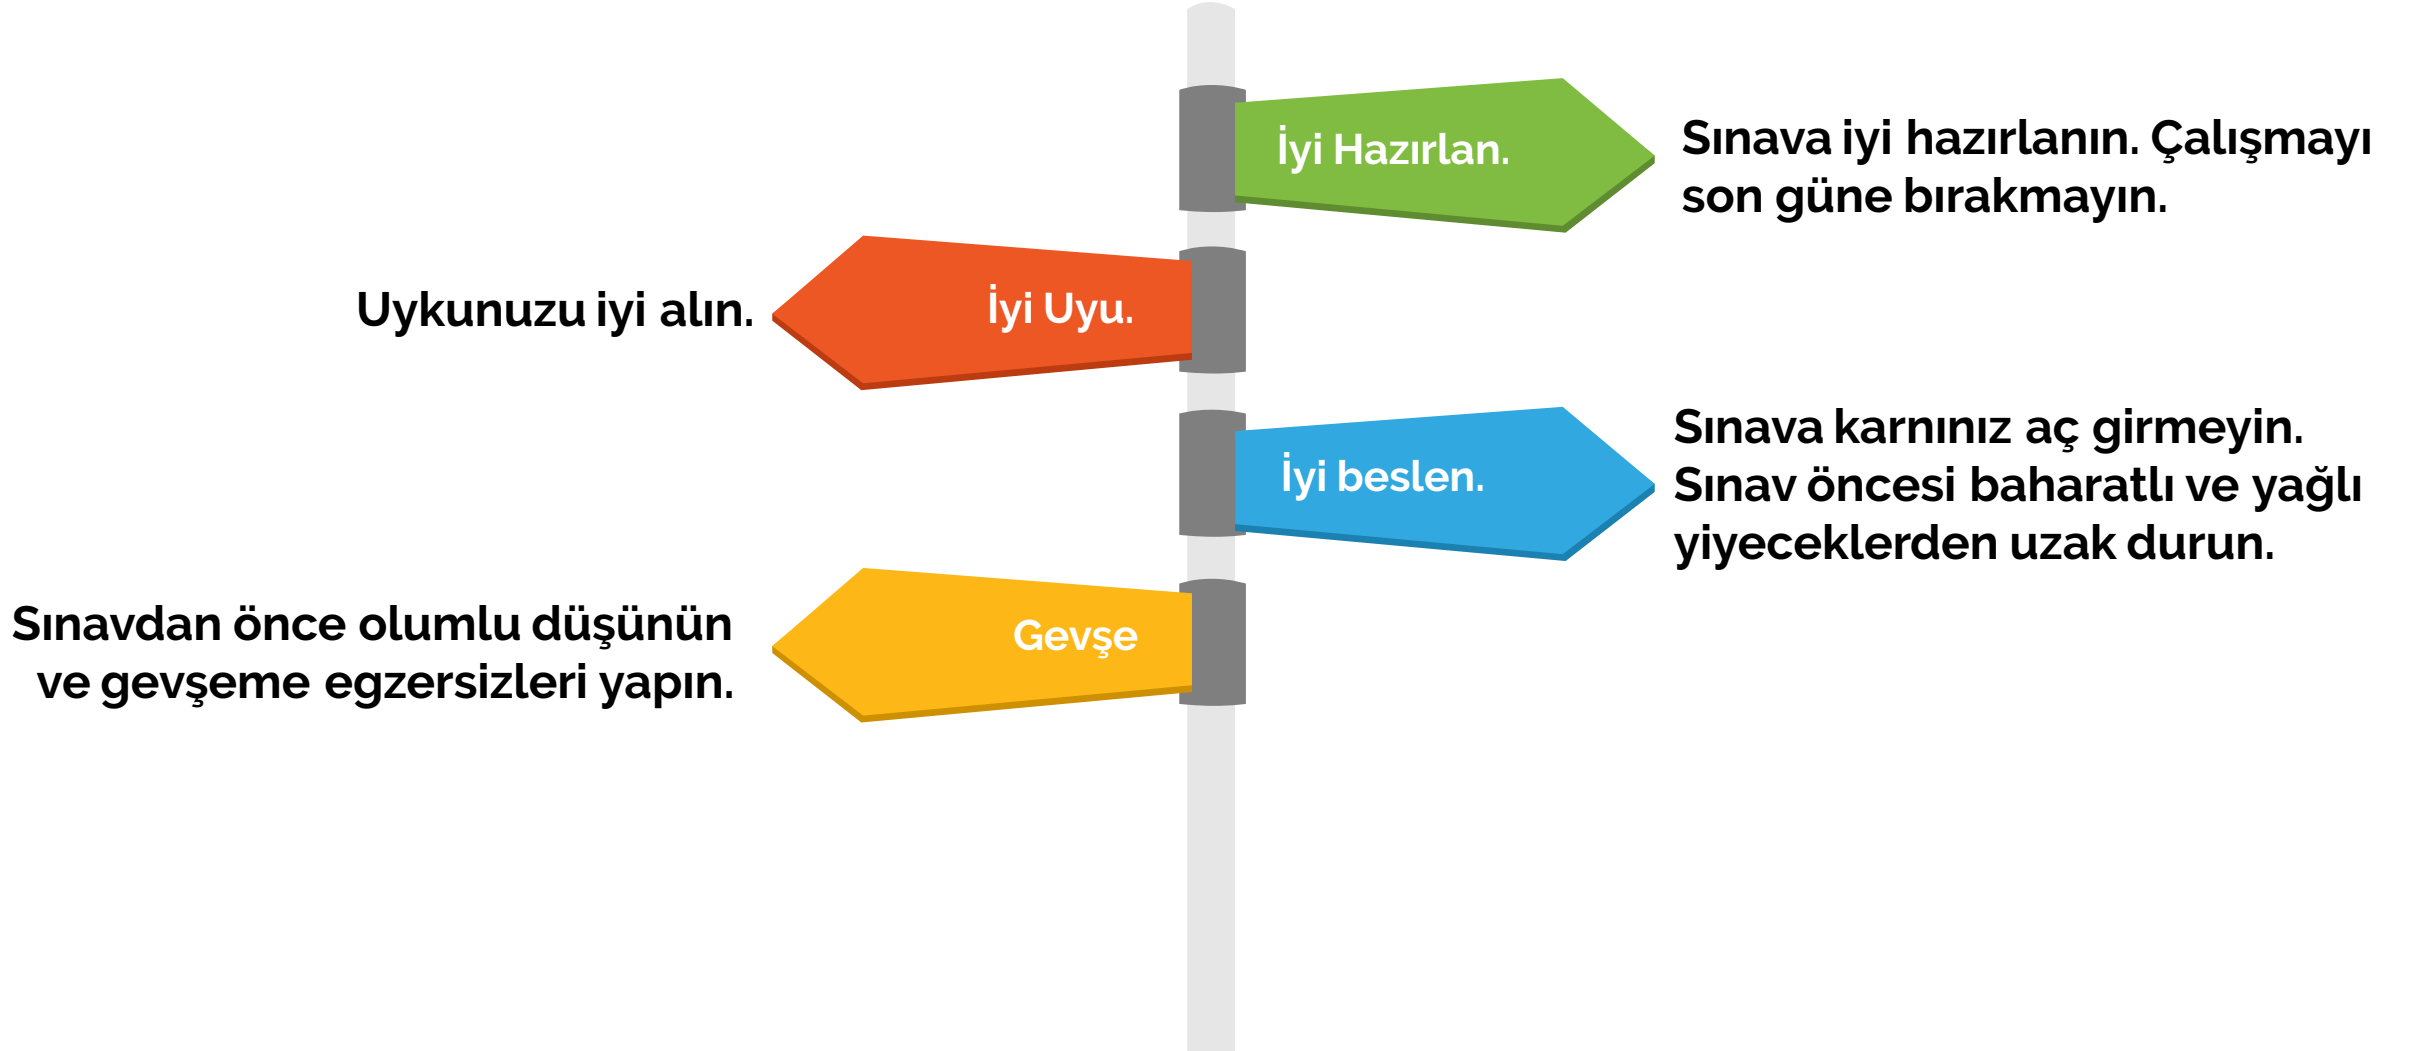 İyi Hazırlan.
Sınava iyi hazırlanın. Çalışmayı
son güne bırakmayın.
İyi Uyu.
Uykunuzu iyi alın.
İyi beslen.
Sınava karnınız aç girmeyin.
Sınav öncesi baharatlı ve yağlı
yiyeceklerden uzak durun.
Gevşe
Sınavdan önce olumlu düşünün
ve gevşeme egzersizleri yapın.